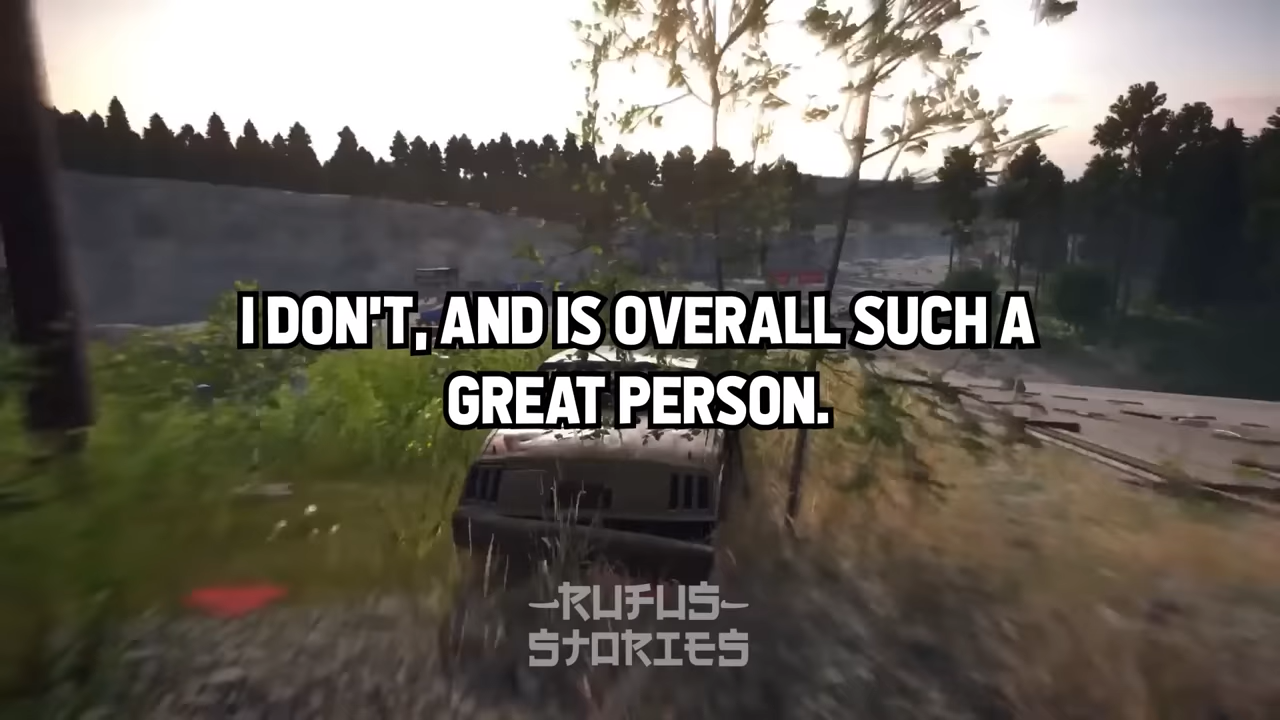 I DON'T, AND IS OVERALL SUCH A
GREAT PERSON.
RUFUS
STORIES